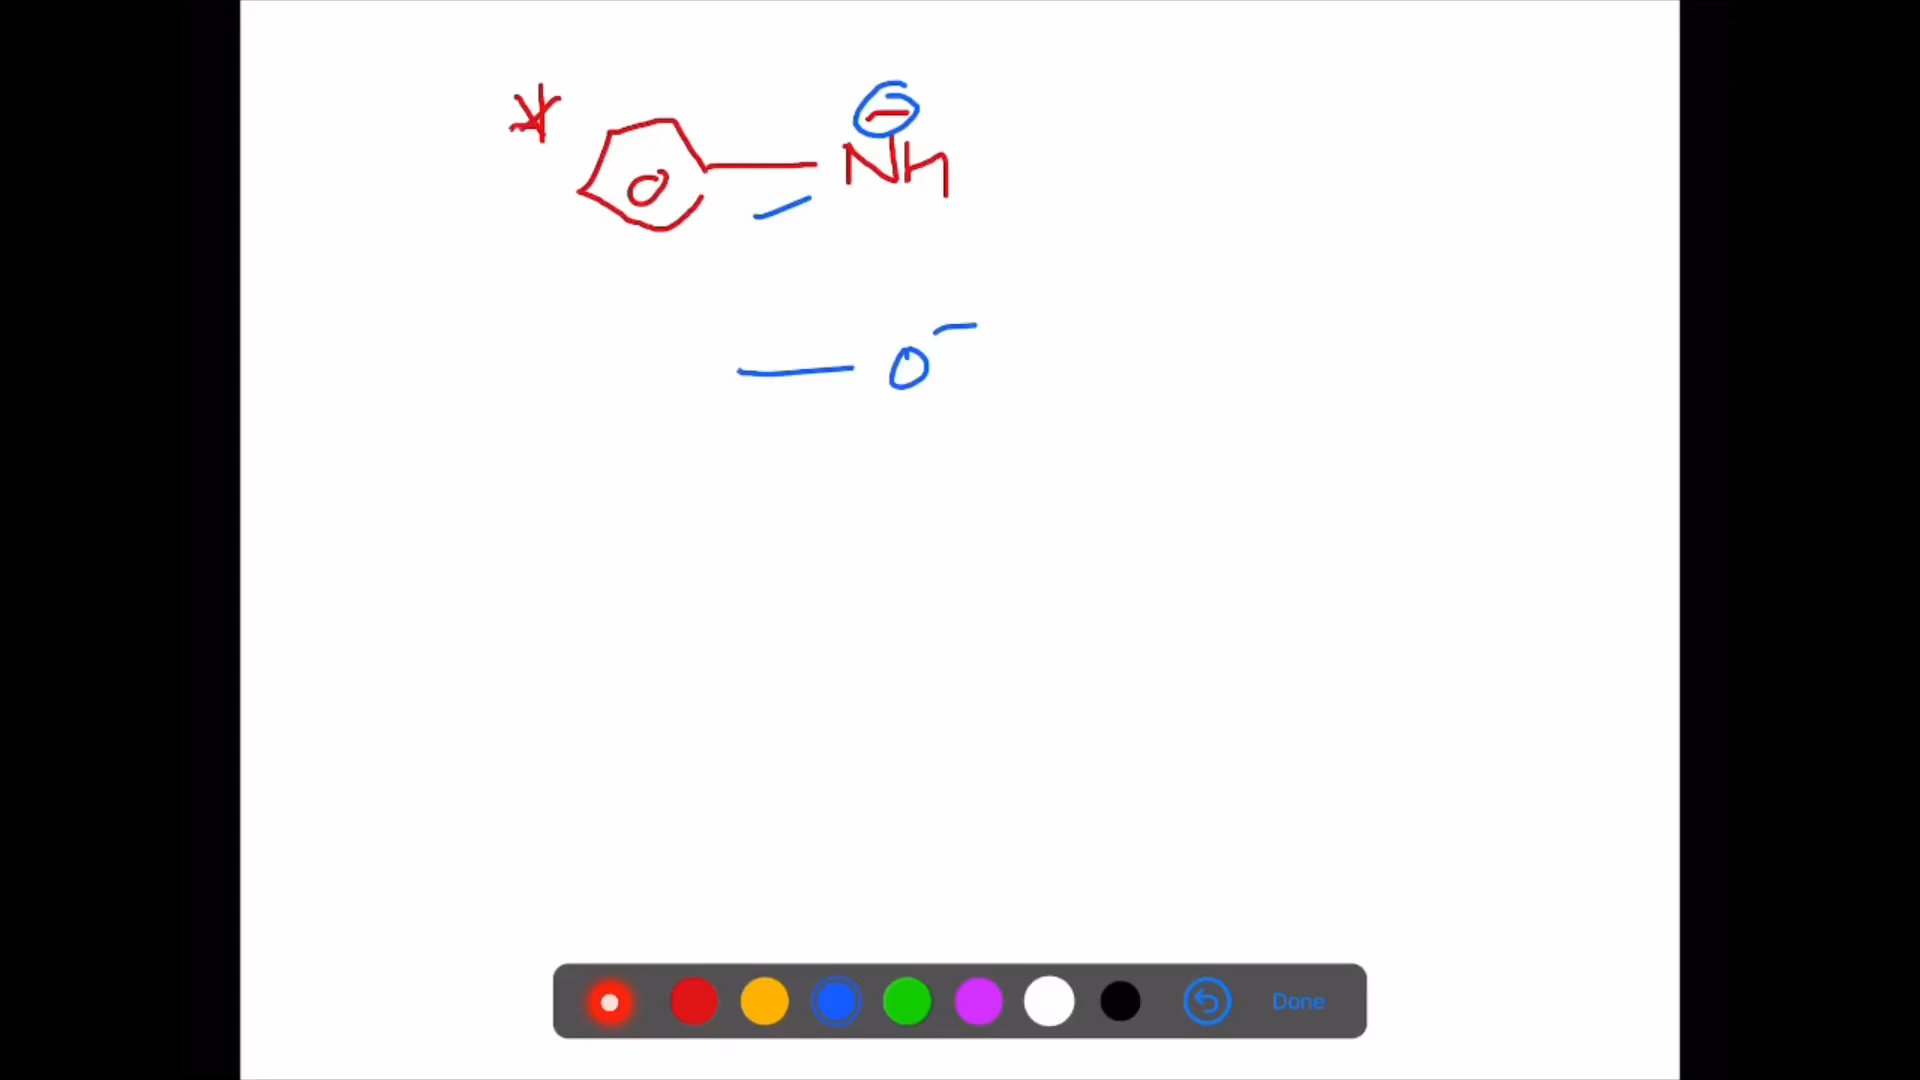 * O — Nh
— O⁻
Done